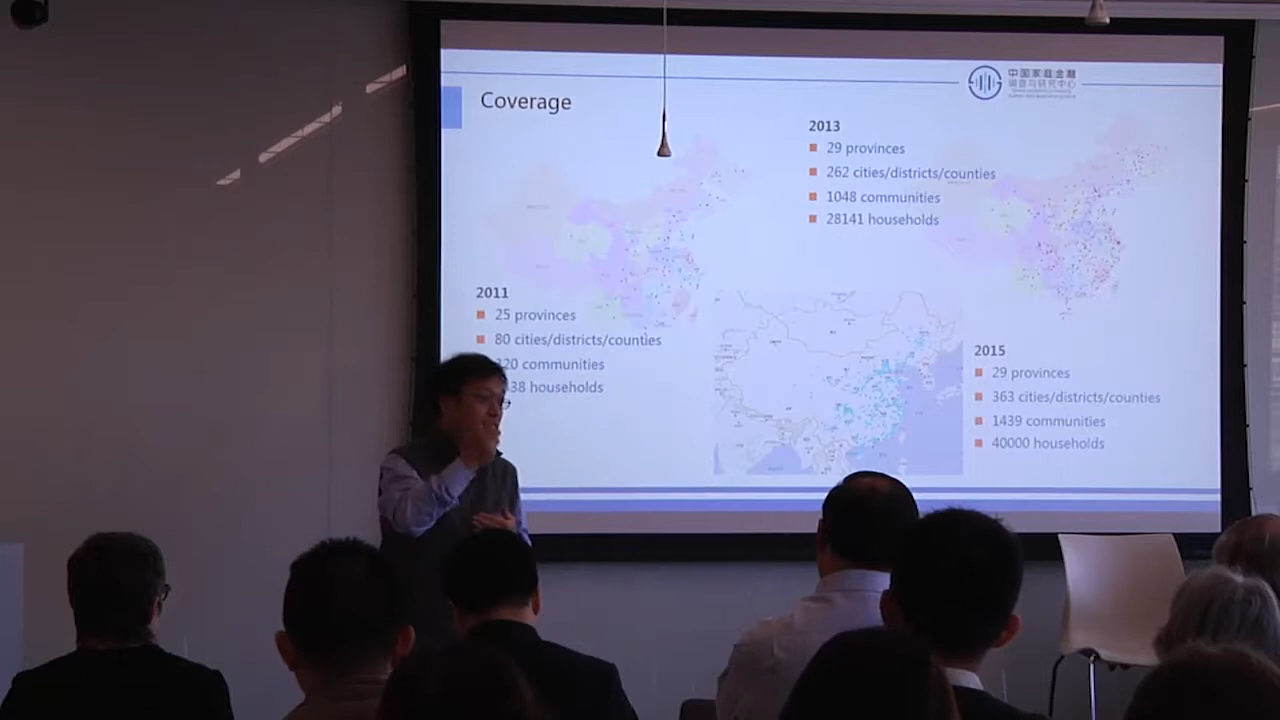 中国家庭金融
调查与研究中心
Coverage
2013
29 provinces
262 cities/districts/counties
1048 communities
28141 households
2011
25 provinces
80 cities/districts/counties
20 communities
38 households
2015
29 provinces
363 cities/districts/counties
1439 communities
40000 households